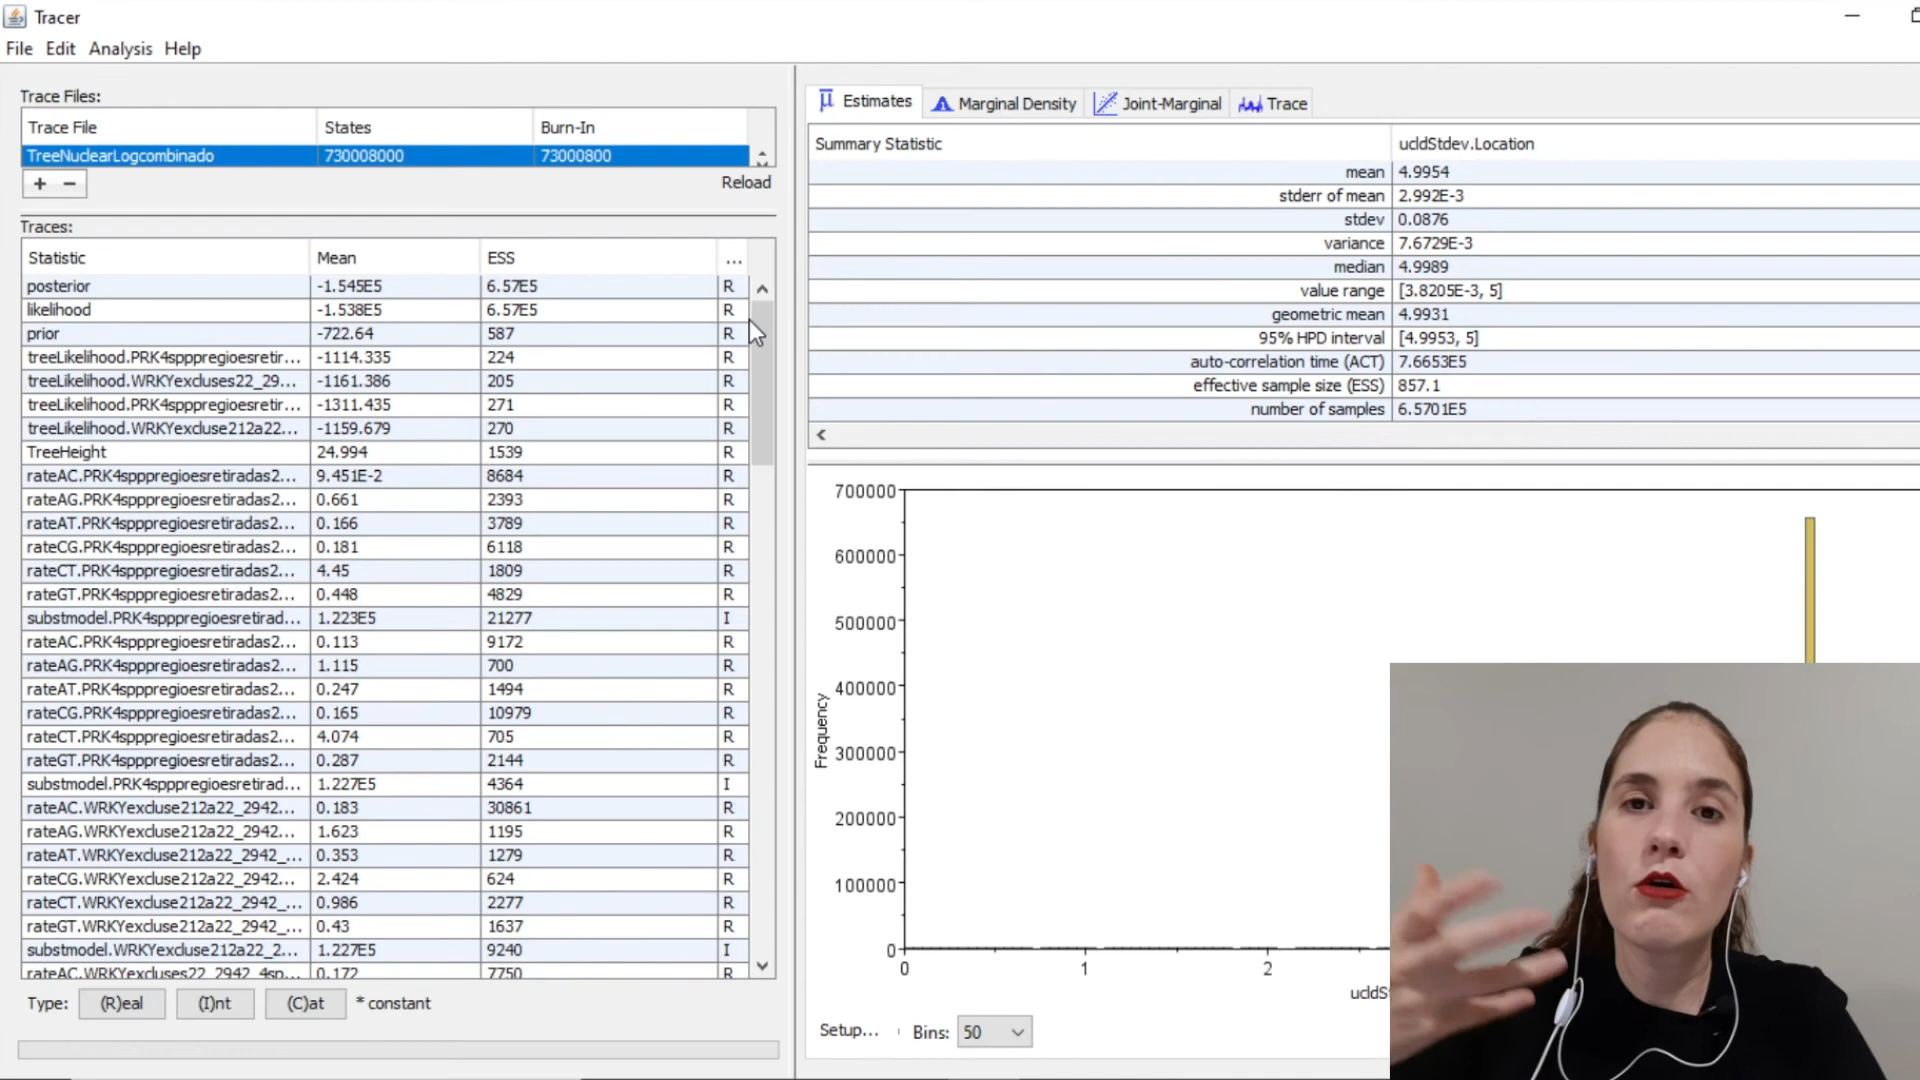 Tracer
File Edit Analysis Help
Trace Files:
Trace File States Burn-In
TreeNuclearLogcombinado 730008000 73000800
+ −
Reload
Traces:
Statistic Mean ESS ...
posterior -1.545E5 6.57E5 R
likelihood -1.538E5 6.57E5 R
prior -722.64 587 R
treeLikelihood.PRK4spppregioesretir... -1114.335 224 R
treeLikelihood.WRKYexcluses22_29... -1161.386 205 R
treeLikelihood.PRK4spppregioesretir... -1311.435 271 R
treeLikelihood.WRKYexcluse212a22... -1159.679 270 R
TreeHeight 24.994 1539 R
rateAC.PRK4spppregioesretiradas2... 9.451E-2 8684 R
rateAG.PRK4spppregioesretiradas2... 0.661 2393 R
rateAT.PRK4spppregioesretiradas2... 0.166 3789 R
rateCG.PRK4spppregioesretiradas2... 0.181 6118 R
rateCT.PRK4spppregioesretiradas2... 4.45 1809 R
rateGT.PRK4spppregioesretiradas2... 0.448 4829 R
substmodel.PRK4spppregioesretirad... 1.223E5 21277 I
rateAC.PRK4spppregioesretiradas2... 0.113 9172 R
rateAG.PRK4spppregioesretiradas2... 1.115 700 R
rateAT.PRK4spppregioesretiradas2... 0.247 1494 R
rateCG.PRK4spppregioesretiradas2... 0.165 10979 R
rateCT.PRK4spppregioesretiradas2... 4.074 705 R
rateGT.PRK4spppregioesretiradas2... 0.287 2144 R
substmodel.PRK4spppregioesretirad... 1.227E5 4364 I
rateAC.WRKYexcluse212a22_2942... 0.183 30861 R
rateAG.WRKYexcluse212a22_2942... 1.623 1195 R
rateAT.WRKYexcluse212a22_2942_... 0.353 1279 R
rateCG.WRKYexcluse212a22_2942... 2.424 624 R
rateCT.WRKYexcluse212a22_2942_... 0.986 2277 R
rateGT.WRKYexcluse212a22_2942... 0.43 1637 R
substmodel.WRKYexcluse212a22_2... 1.227E5 9240 I
rateAC.WRKYexcluses22_2942_4sp... 0.172 7750 R
Type: (R)eal (I)nt (C)at * constant
Estimates Marginal Density Joint-Marginal Trace
Summary Statistic ucldStdev.Location
mean 4.9954
stderr of mean 2.992E-3
stdev 0.0876
variance 7.6729E-3
median 4.9989
value range [3.8205E-3, 5]
geometric mean 4.9931
95% HPD interval [4.9953, 5]
auto-correlation time (ACT) 7.6653E5
effective sample size (ESS) 857.1
number of samples 6.5701E5
700000
600000
500000
400000
300000
200000
100000
0
Frequency
0 1 2
ucldS
Setup... Bins: 50